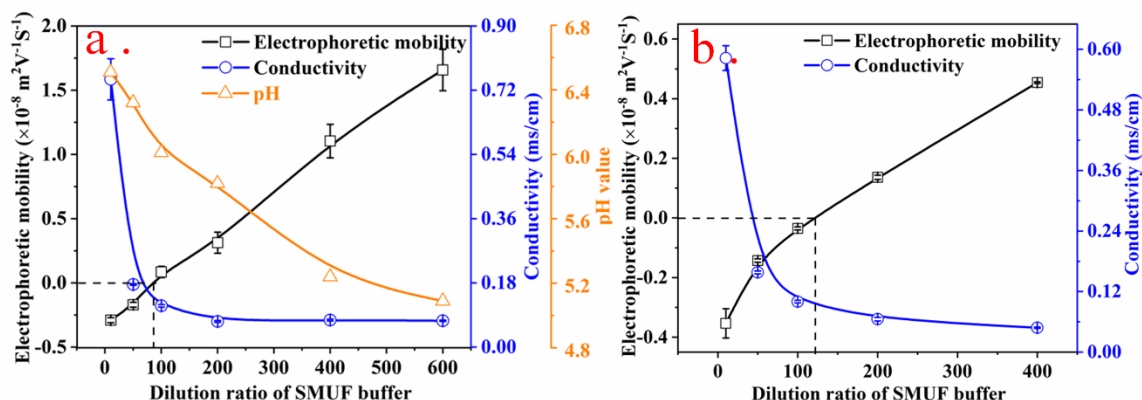 a .
Electrophoretic mobility
Conductivity
pH
Electrophoretic mobility (×10⁻⁸ m²V⁻¹S⁻¹)
2.0
1.5
1.0
0.5
0.0
-0.5
0 100 200 300 400 500 600
Dilution ratio of SMUF buffer
0.90
0.72
0.54
0.36
0.18
0.00
Conductivity (ms/cm)
6.8
6.4
6.0
5.6
5.2
4.8
pH value
b.
Electrophoretic mobility
Conductivity
Electrophoretic mobility (×10⁻⁸ m²V⁻¹S⁻¹)
0.6
0.4
0.2
0.0
-0.2
-0.4
0 100 200 300 400
Dilution ratio of SMUF buffer
0.60
0.48
0.36
0.24
0.12
0.00
Conductivity (ms/cm)